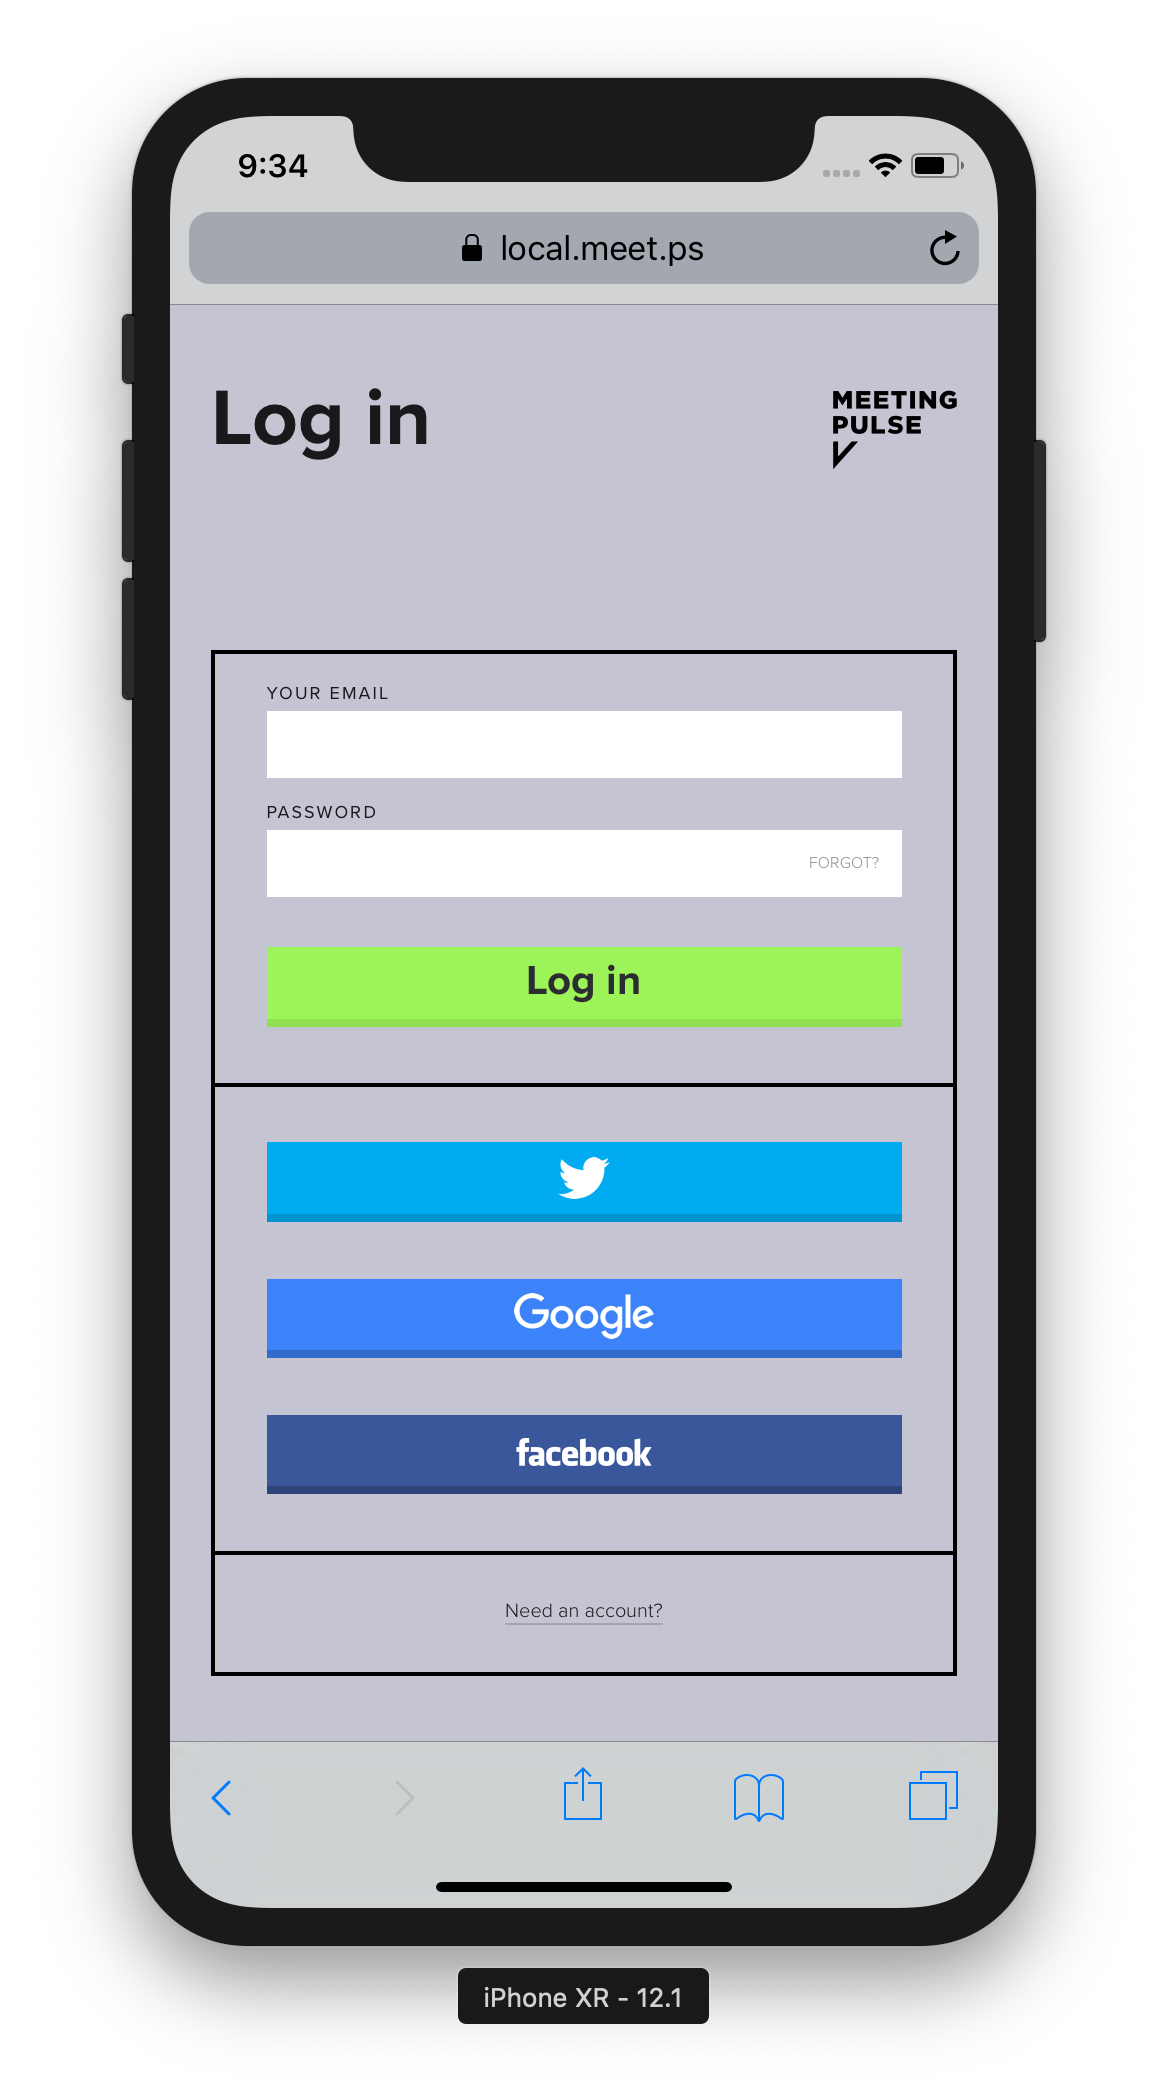 9:34
local.meet.ps
Log in
MEETING
PULSE
YOUR EMAIL
PASSWORD
FORGOT?
Log in
Google
facebook
Need an account?
iPhone XR - 12.1